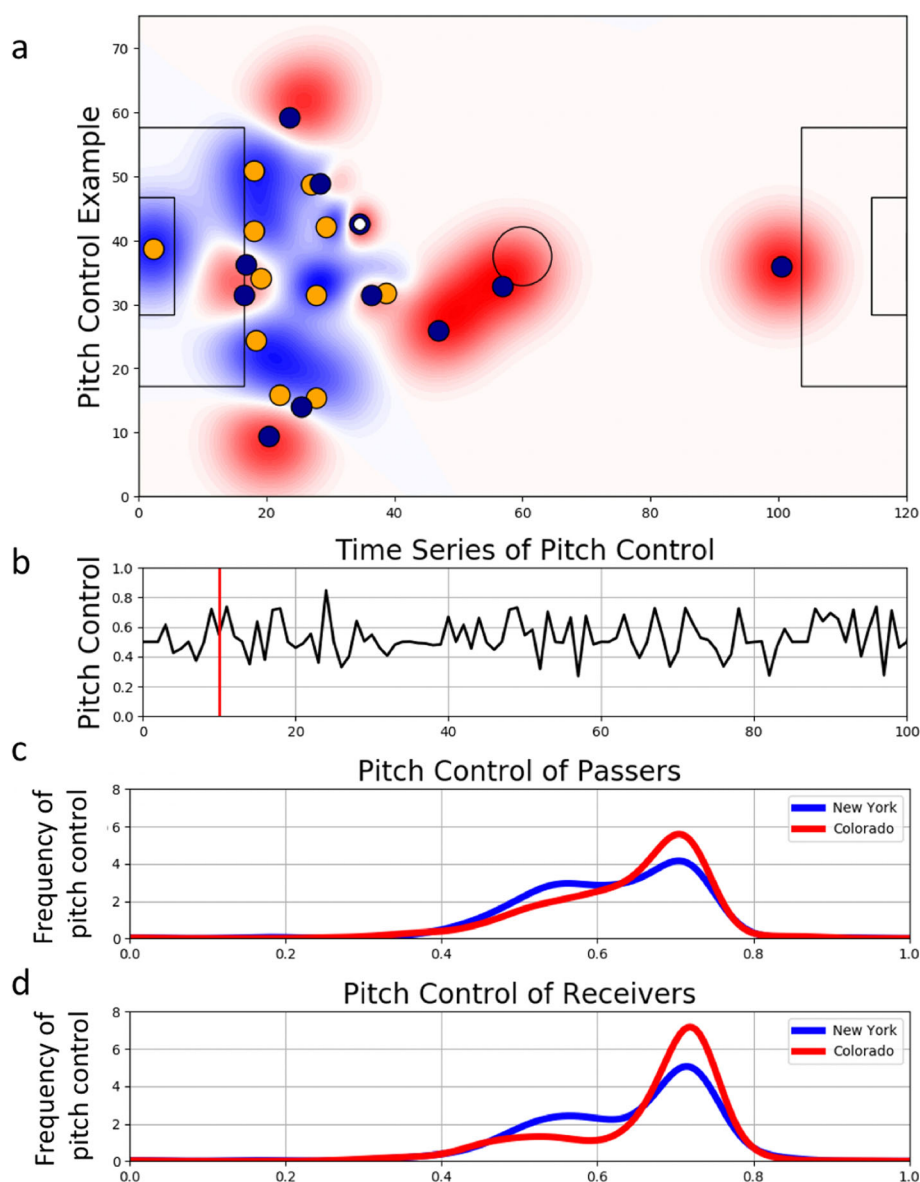 a
Pitch Control Example
70
60
50
40
30
20
10
0
0 20 40 60 80 100 120
b
Time Series of Pitch Control
Pitch Control
1.0
0.8
0.6
0.4
0.2
0.0
0 20 40 60 80 100
c
Pitch Control of Passers
Frequency of
pitch control
8
6
4
2
0
New York
Colorado
0.0 0.2 0.4 0.6 0.8 1.0
d
Pitch Control of Receivers
Frequency of
pitch control
8
6
4
2
0
New York
Colorado
0.0 0.2 0.4 0.6 0.8 1.0